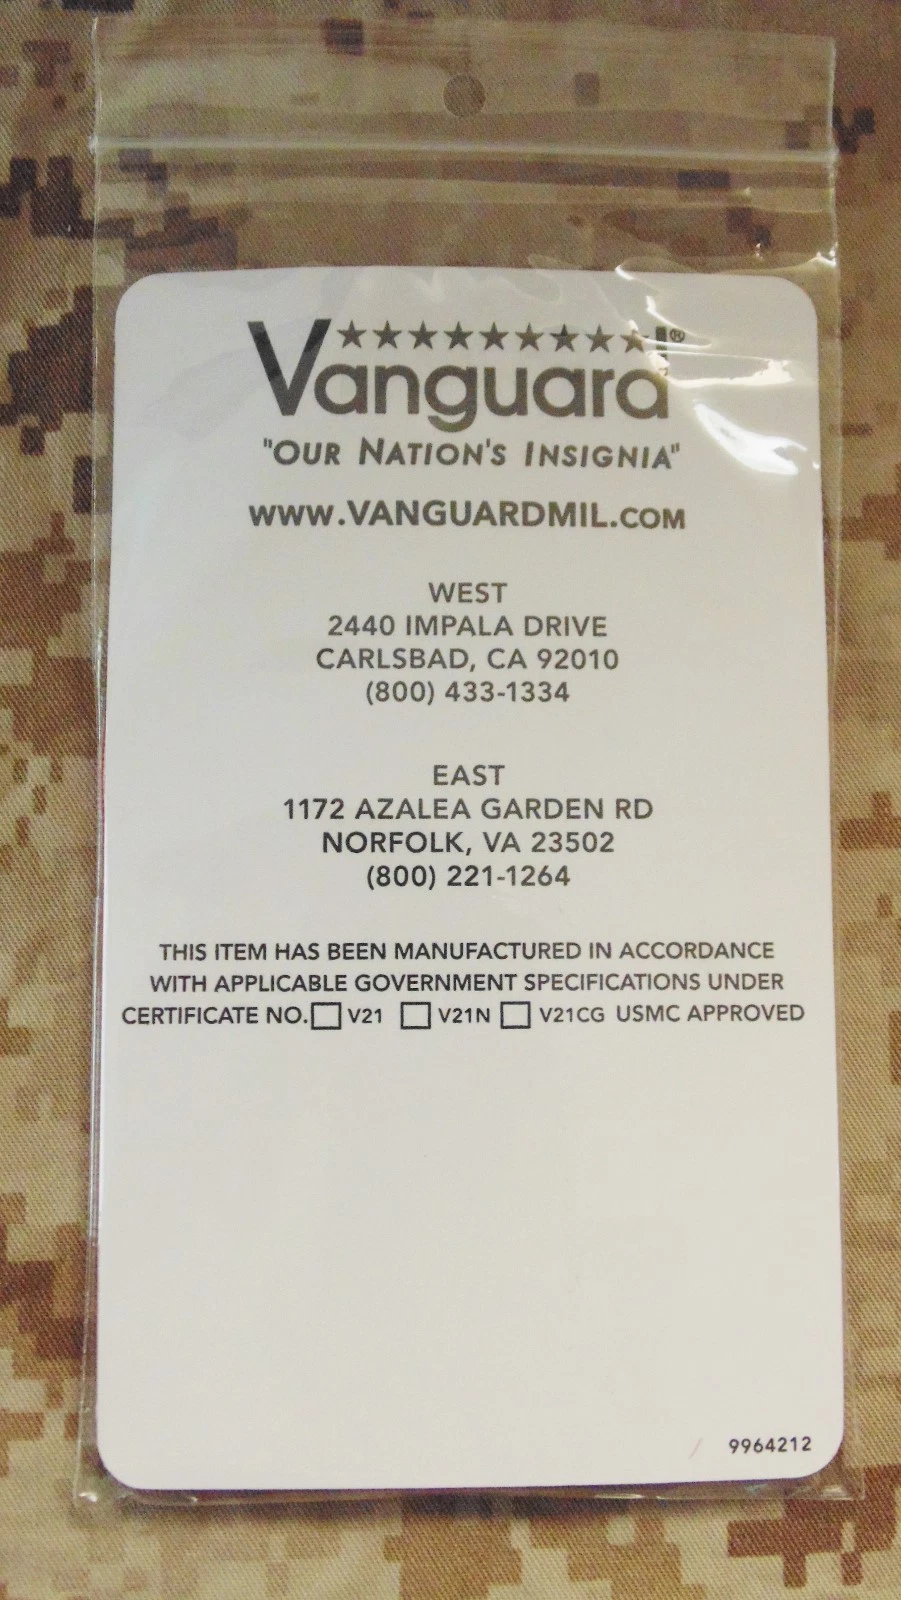 Vanguard®
"OUR NATION'S INSIGNIA"
WWW.VANGUARDMIL.COM
WEST
2440 IMPALA DRIVE
CARLSBAD, CA 92010
(800) 433-1334
EAST
1172 AZALEA GARDEN RD
NORFOLK, VA 23502
(800) 221-1264
THIS ITEM HAS BEEN MANUFACTURED IN ACCORDANCE
WITH APPLICABLE GOVERNMENT SPECIFICATIONS UNDER
CERTIFICATE NO. V21 V21N V21CG USMC APPROVED
9964212